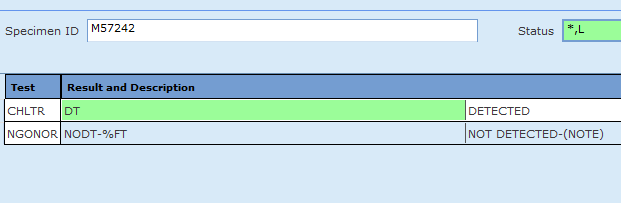 Specimen ID M57242 Status *,L
Test Result and Description
CHLTR DT DETECTED
NGONOR NODT-%FT NOT DETECTED-(NOTE)